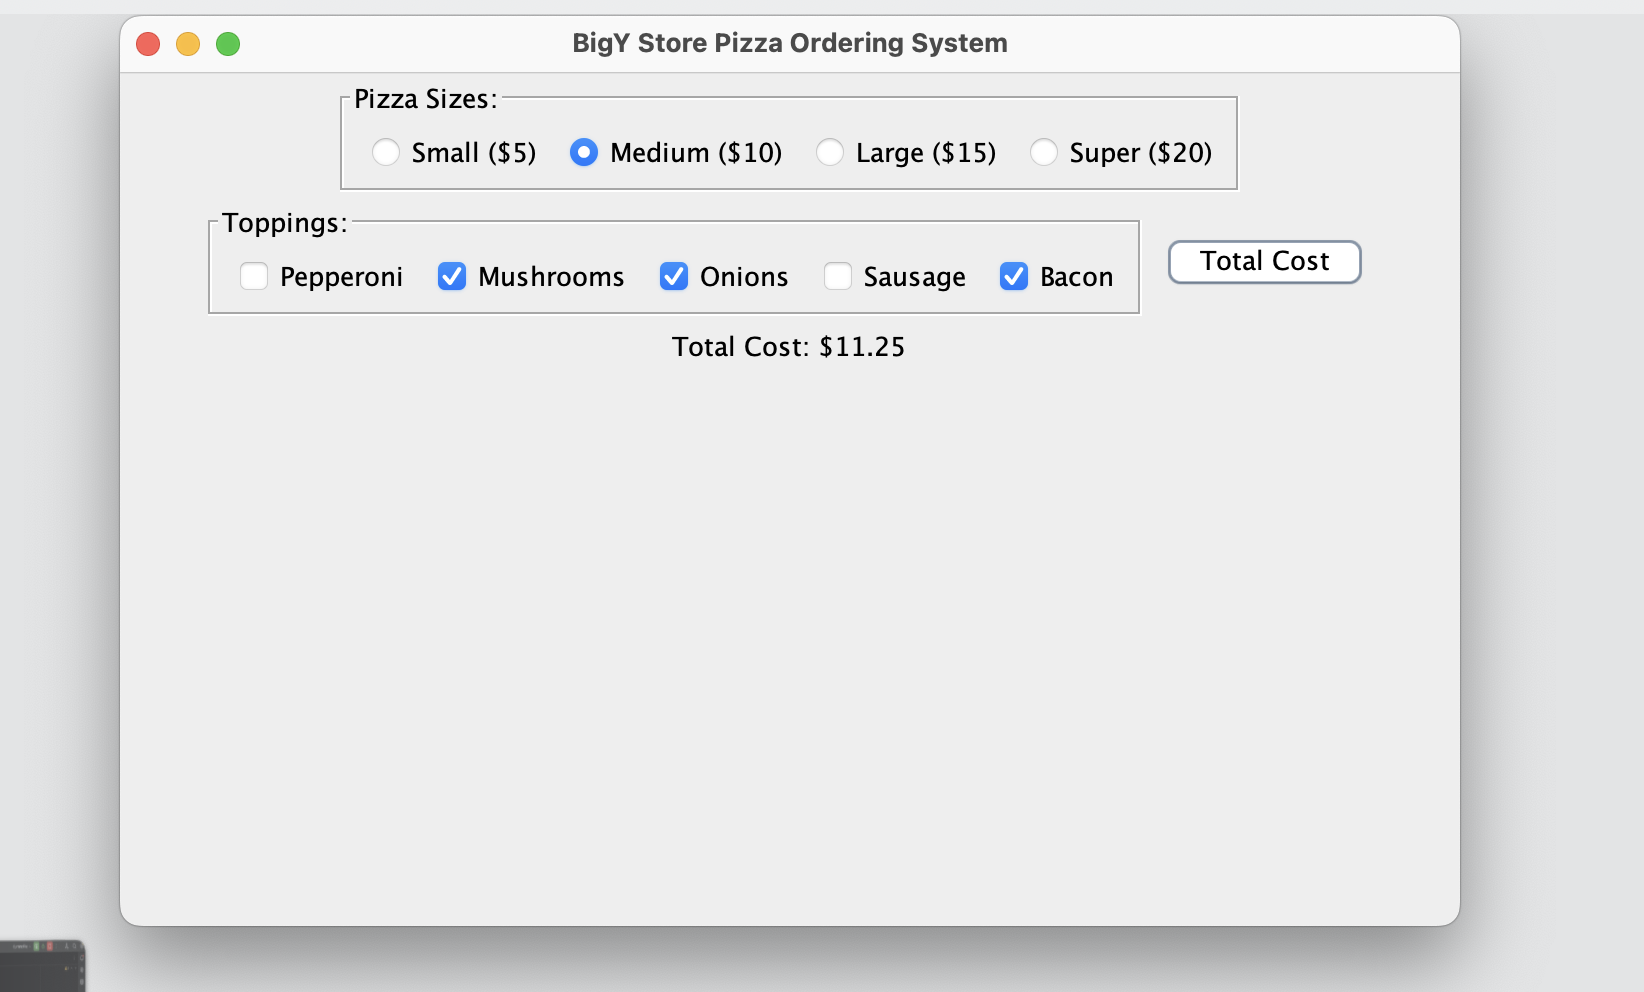 BigY Store Pizza Ordering System
Pizza Sizes:
Small ($5) Medium ($10) Large ($15) Super ($20)
Toppings:
Pepperoni Mushrooms Onions Sausage Bacon
Total Cost
Total Cost: $11.25